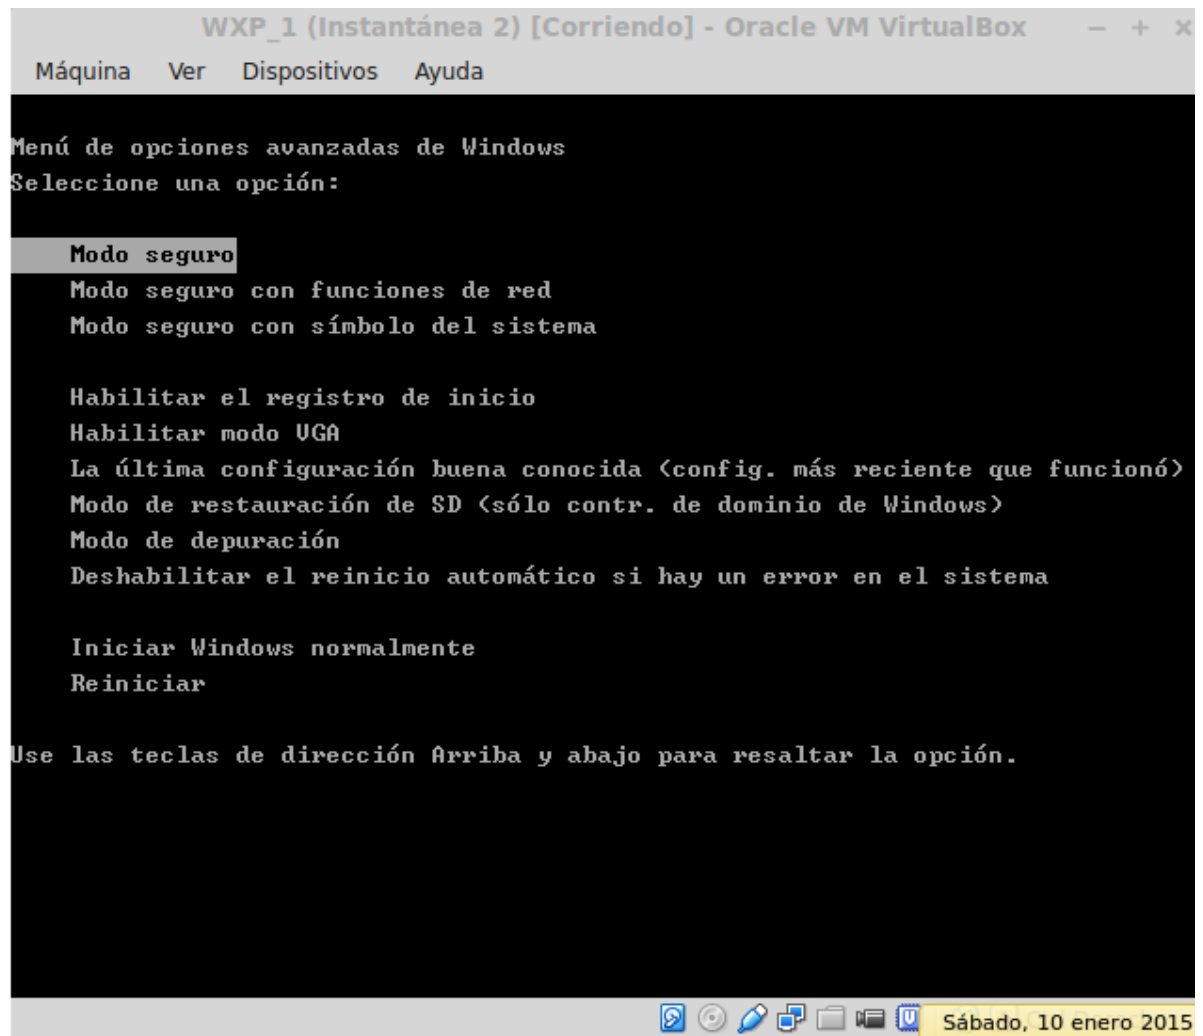 WXP_1 (Instantánea 2) [Corriendo] - Oracle VM VirtualBox
Máquina Ver Dispositivos Ayuda
Menú de opciones avanzadas de Windows
Seleccione una opción:
Modo seguro
Modo seguro con funciones de red
Modo seguro con símbolo del sistema
Habilitar el registro de inicio
Habilitar modo VGA
La última configuración buena conocida (config. más reciente que funcionó)
Modo de restauración de SD (sólo contr. de dominio de Windows)
Modo de depuración
Deshabilitar el reinicio automático si hay un error en el sistema
Iniciar Windows normalmente
Reiniciar
Use las teclas de dirección Arriba y abajo para resaltar la opción.
Sábado, 10 enero 2015